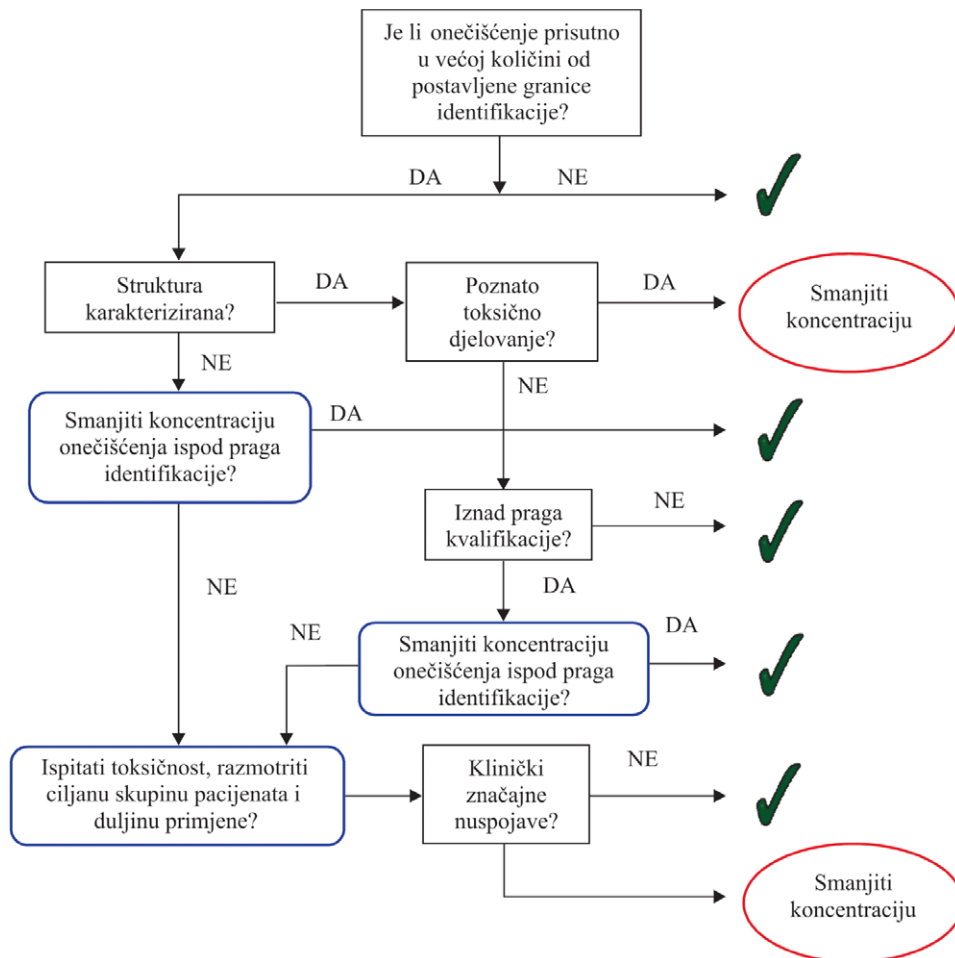 Je li onečišćenje prisutno
u većoj količini od
postavljene granice
identifikacije?
DA
NE
Struktura
karakterizirana?
DA
Poznato
toksično
djelovanje?
DA
Smanjiti
koncentraciju
NE
NE
Smanjiti koncentraciju
onečišćenja ispod praga
identifikacije?
DA
Iznad praga
kvalifikacije?
NE
NE
DA
NE
Smanjiti koncentraciju
onečišćenja ispod praga
identifikacije?
DA
Ispitati toksičnost, razmotriti
ciljanu skupinu pacijenata i
duljinu primjene?
Klinički
značajne
nuspojave?
NE
Smanjiti
koncentraciju